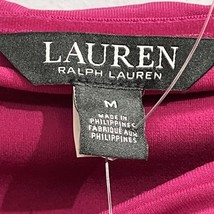 LAUREN
RALPH LAUREN
M
MADE IN
PHILIPPINES
FABRIQUÉ AUX
PHILIPPINES